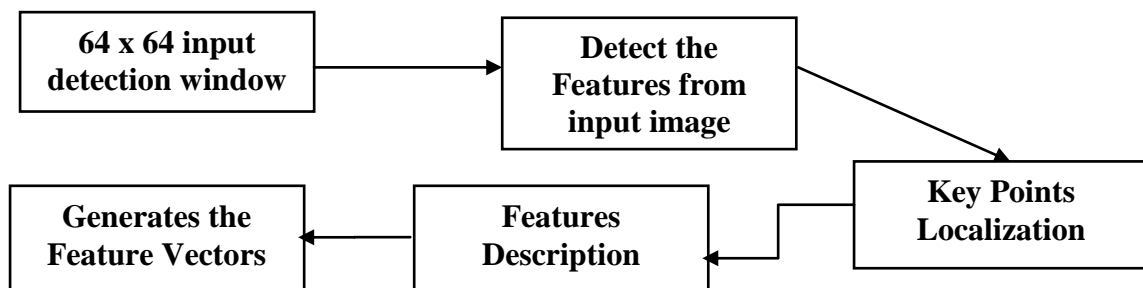 64 x 64 input
detection window
Detect the
Features from
input image
Key Points
Localization
Features
Description
Generates the
Feature Vectors